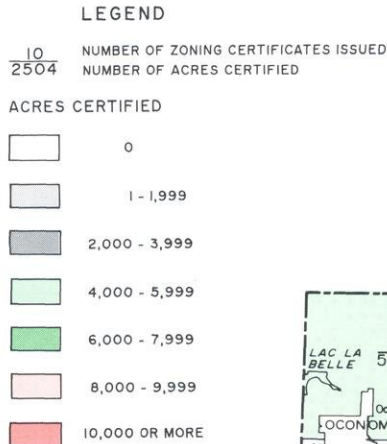 LEGEND
10 NUMBER OF ZONING CERTIFICATES ISSUED
2504 NUMBER OF ACRES CERTIFIED
ACRES CERTIFIED
0
1 - 1,999
2,000 - 3,999
4,000 - 5,999
6,000 - 7,999
8,000 - 9,999
10,000 OR MORE
LAC LA
BELLE